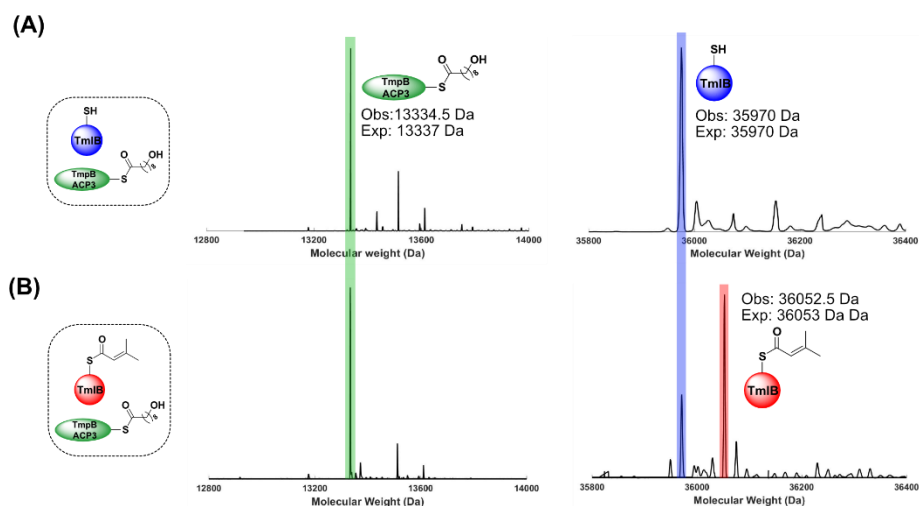 (A)
SH
TmlB
TmpB
ACP3
S
O
OH
8
TmpB
ACP3
S
O
OH
8
Obs:13334.5 Da
Exp: 13337 Da
SH
TmlB
Obs: 35970 Da
Exp: 35970 Da
12800 13200 13600 14000
Molecular weight (Da)
35800 36000 36200 36400
Molecular Weight (Da)
(B)
O
S
TmlB
TmpB
ACP3
S
O
OH
8
Obs: 36052.5 Da
Exp: 36053 Da Da
O
S
TmlB
12800 13200 13600 14000
Molecular weight (Da)
35800 36000 36200 36400
Molecular Weight (Da)